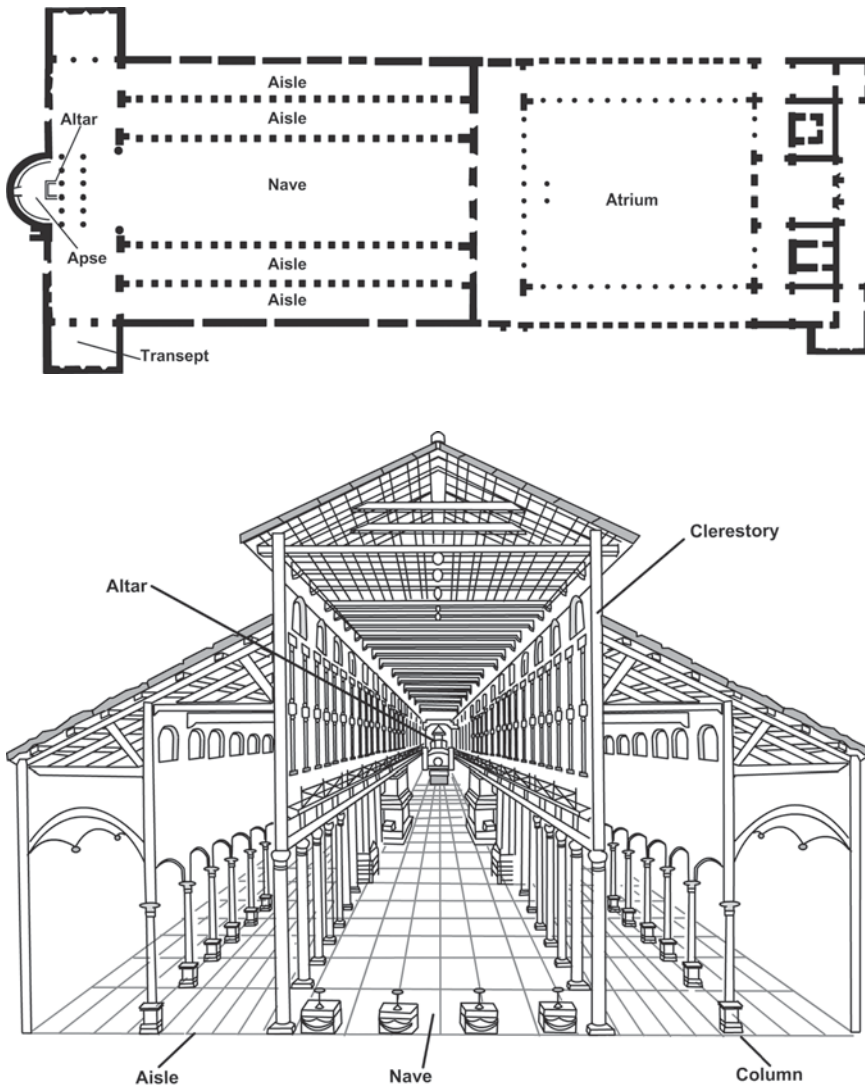 Aisle
Aisle
Altar
Nave
Atrium
Apse
Aisle
Aisle
Transept
Clerestory
Altar
Aisle
Nave
Column